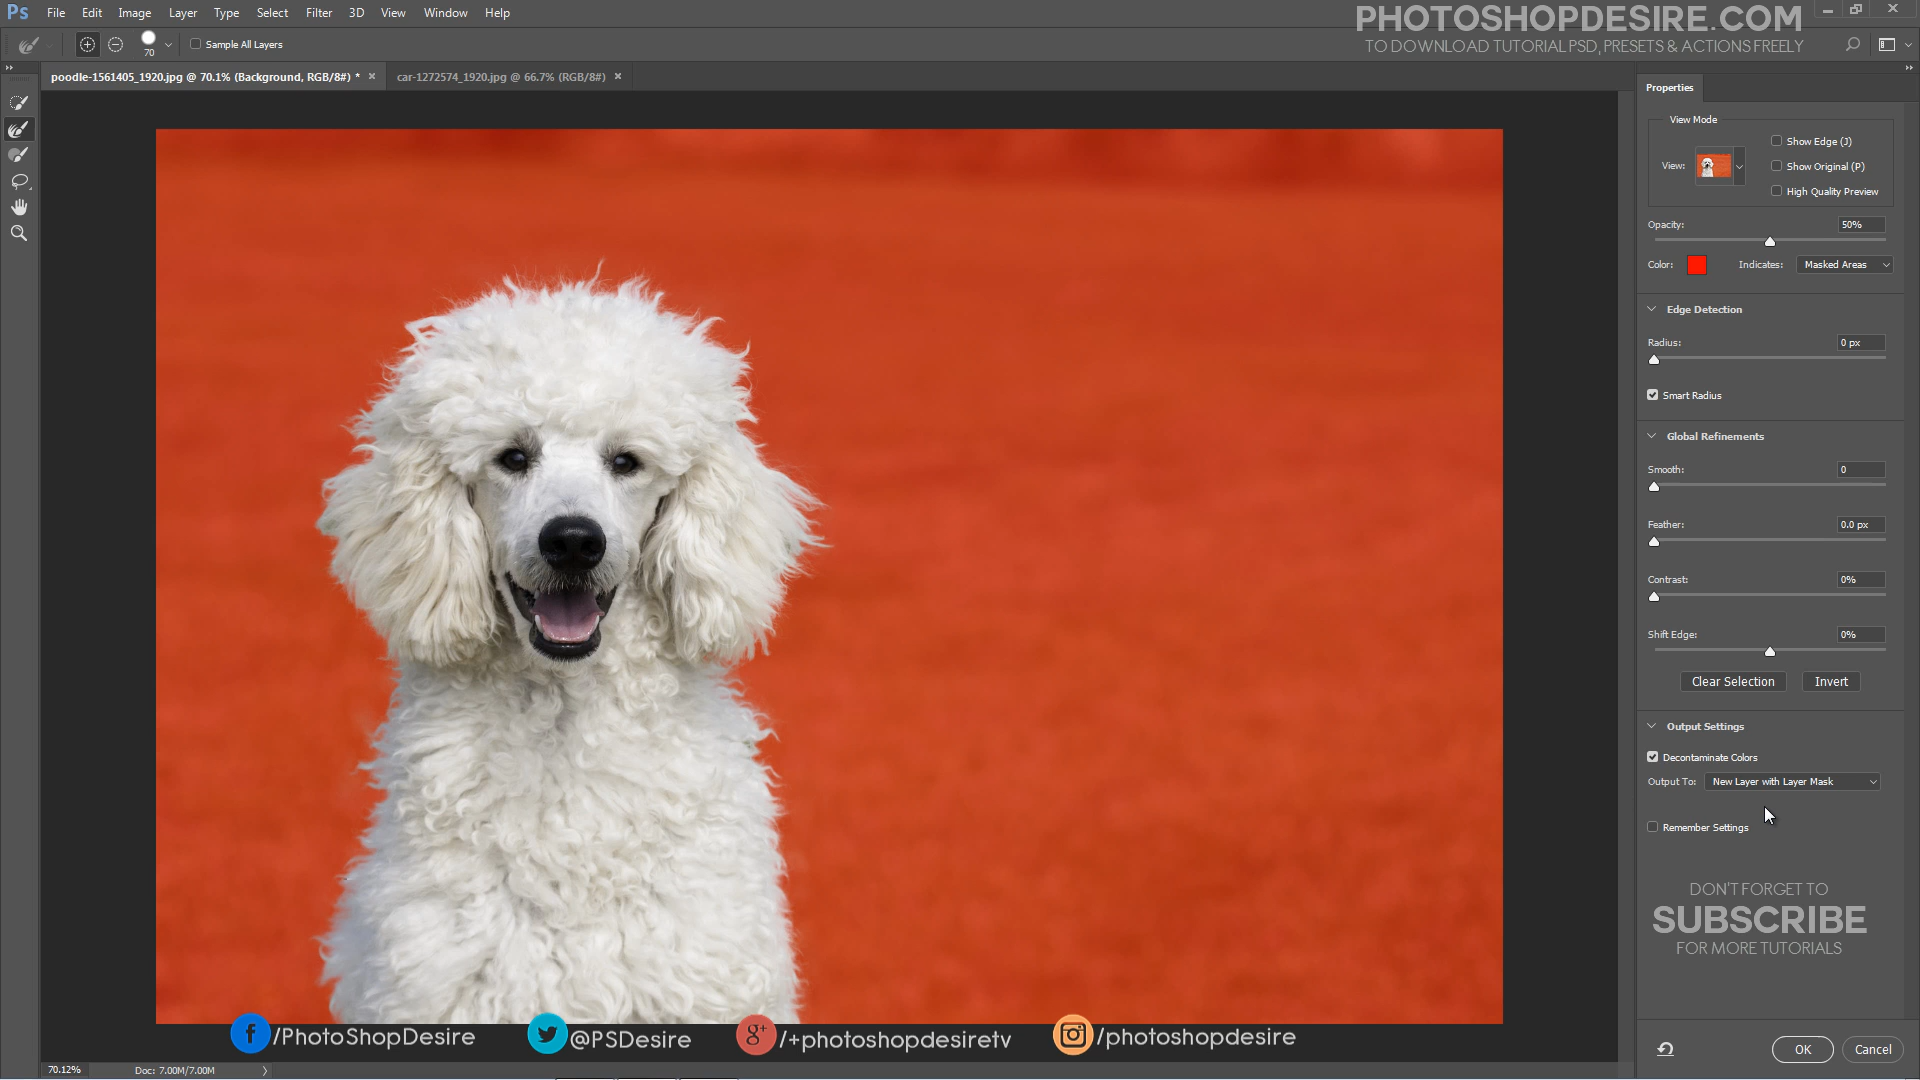 Ps File Edit Image Layer Type Select Filter 3D View Window Help
PHOTOSHOPDESIRE.COM
TO DOWNLOAD TUTORIAL PSD, PRESETS & ACTIONS FREELY
70 Sample All Layers
poodle-1561405_1920.jpg @ 70.1% (Background, RGB/8#) * × car-1272574_1920.jpg @ 66.7% (RGB/8#) ×
Properties
View Mode
Show Edge (J)
View: Show Original (P)
High Quality Preview
Opacity: 50%
Color: Indicates: Masked Areas
Edge Detection
Radius: 0 px
Smart Radius
Global Refinements
Smooth: 0
Feather: 0.0 px
Contrast: 0%
Shift Edge: 0%
Clear Selection Invert
Output Settings
Decontaminate Colors
Output To: New Layer with Layer Mask
Remember Settings
DON'T FORGET TO
SUBSCRIBE
FOR MORE TUTORIALS
f /PhotoShopDesire @PSDesire g+ /+photoshopdesiretv /photoshopdesire
OK Cancel
70.12% Doc: 7.00M/7.00M